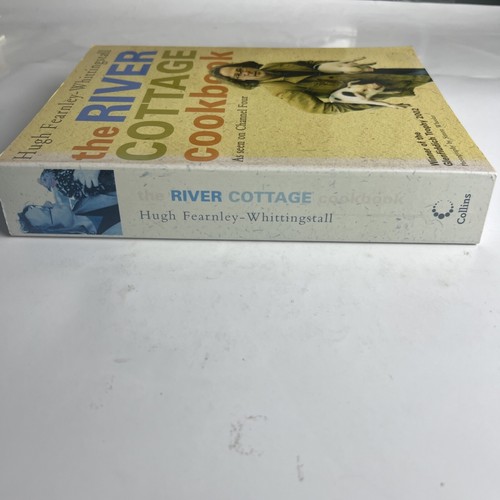 Hugh Fearnley-Whittingstall
the RIVER
COTTAGE
cookbook
As seen on Channel Four
Winner of the
Glenfiddich Trophy 2002
the RIVER COTTAGE cookbook
Hugh Fearnley-Whittingstall
Collins